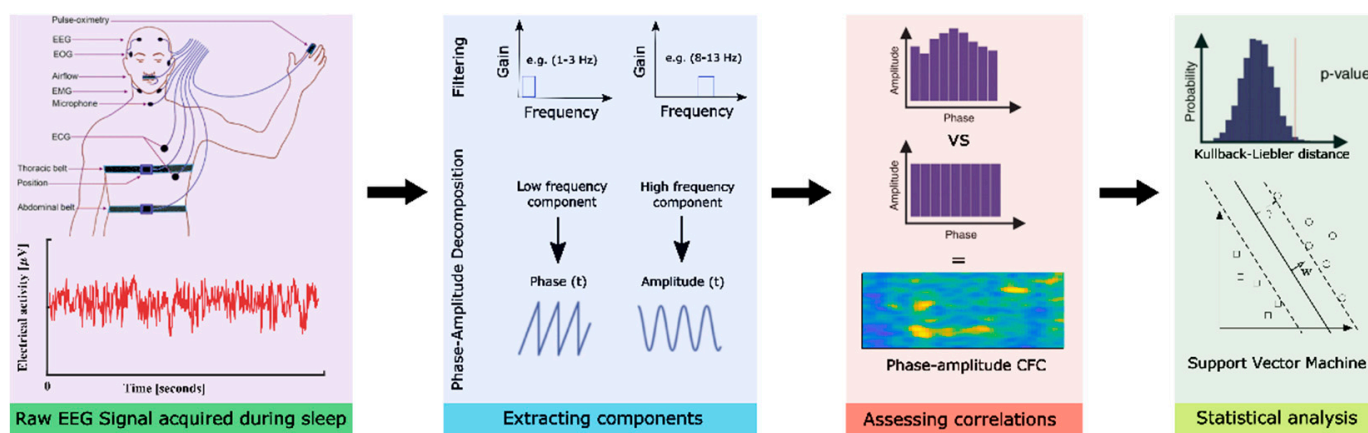 Pulse-oximetry
EEG
EOG
Airflow
EMG
Microphone
ECG
Thoracic belt
Position
Abdominal belt
Electrical activity [μV]
0
Time [seconds]
Raw EEG Signal acquired during sleep
Filtering
Gain
e.g. (1-3 Hz)
Frequency
Gain
e.g. (8-13 Hz)
Frequency
Phase-Amplitude Decomposition
Low frequency
component
High frequency
component
Phase (t)
Amplitude (t)
Extracting components
Amplitude
Phase
VS
Amplitude
Phase
=
Phase-amplitude CFC
Assessing correlations
Probability
p-value
Kullback-Liebler distance
w
Support Vector Machine
Statistical analysis